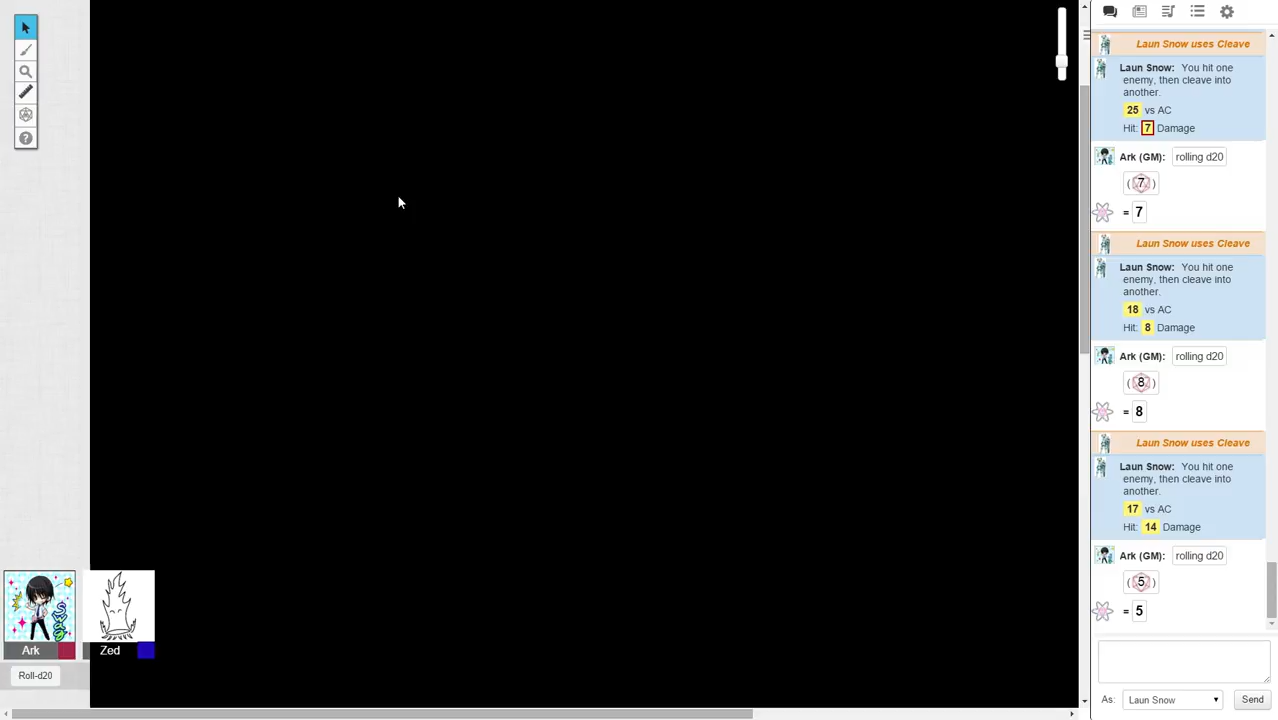 Laun Snow uses Cleave
Laun Snow: You hit one
enemy, then cleave into
another.
25 vs AC
Hit: 7 Damage
Ark (GM): rolling d20
(7)
= 7
Laun Snow uses Cleave
Laun Snow: You hit one
enemy, then cleave into
another.
18 vs AC
Hit: 8 Damage
Ark (GM): rolling d20
(8)
= 8
Laun Snow uses Cleave
Laun Snow: You hit one
enemy, then cleave into
another.
17 vs AC
Hit: 14 Damage
Ark (GM): rolling d20
(5)
= 5
Ark
Zed
Roll-d20
As: Laun Snow
Send